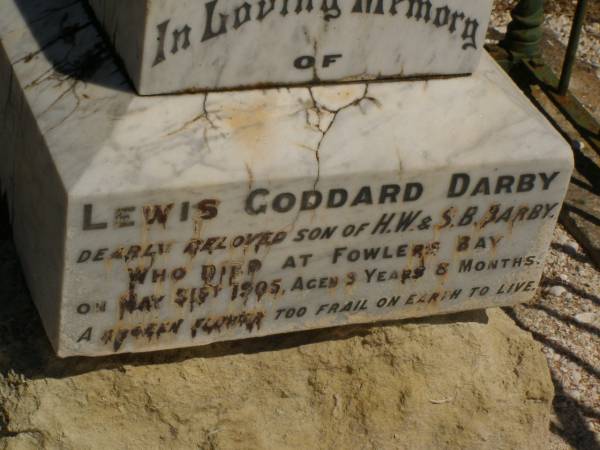 In Loving Memory
OF
LEWIS GODDARD DARBY
DEARLY BELOVED SON OF H.W. & S.B. DARBY.
WHO DIED AT FOWLERS BAY
ON MAY 31ST 1905, AGED 3 YEARS 8 MONTHS.
A FLOWER TOO FRAIL ON EARTH TO LIVE.